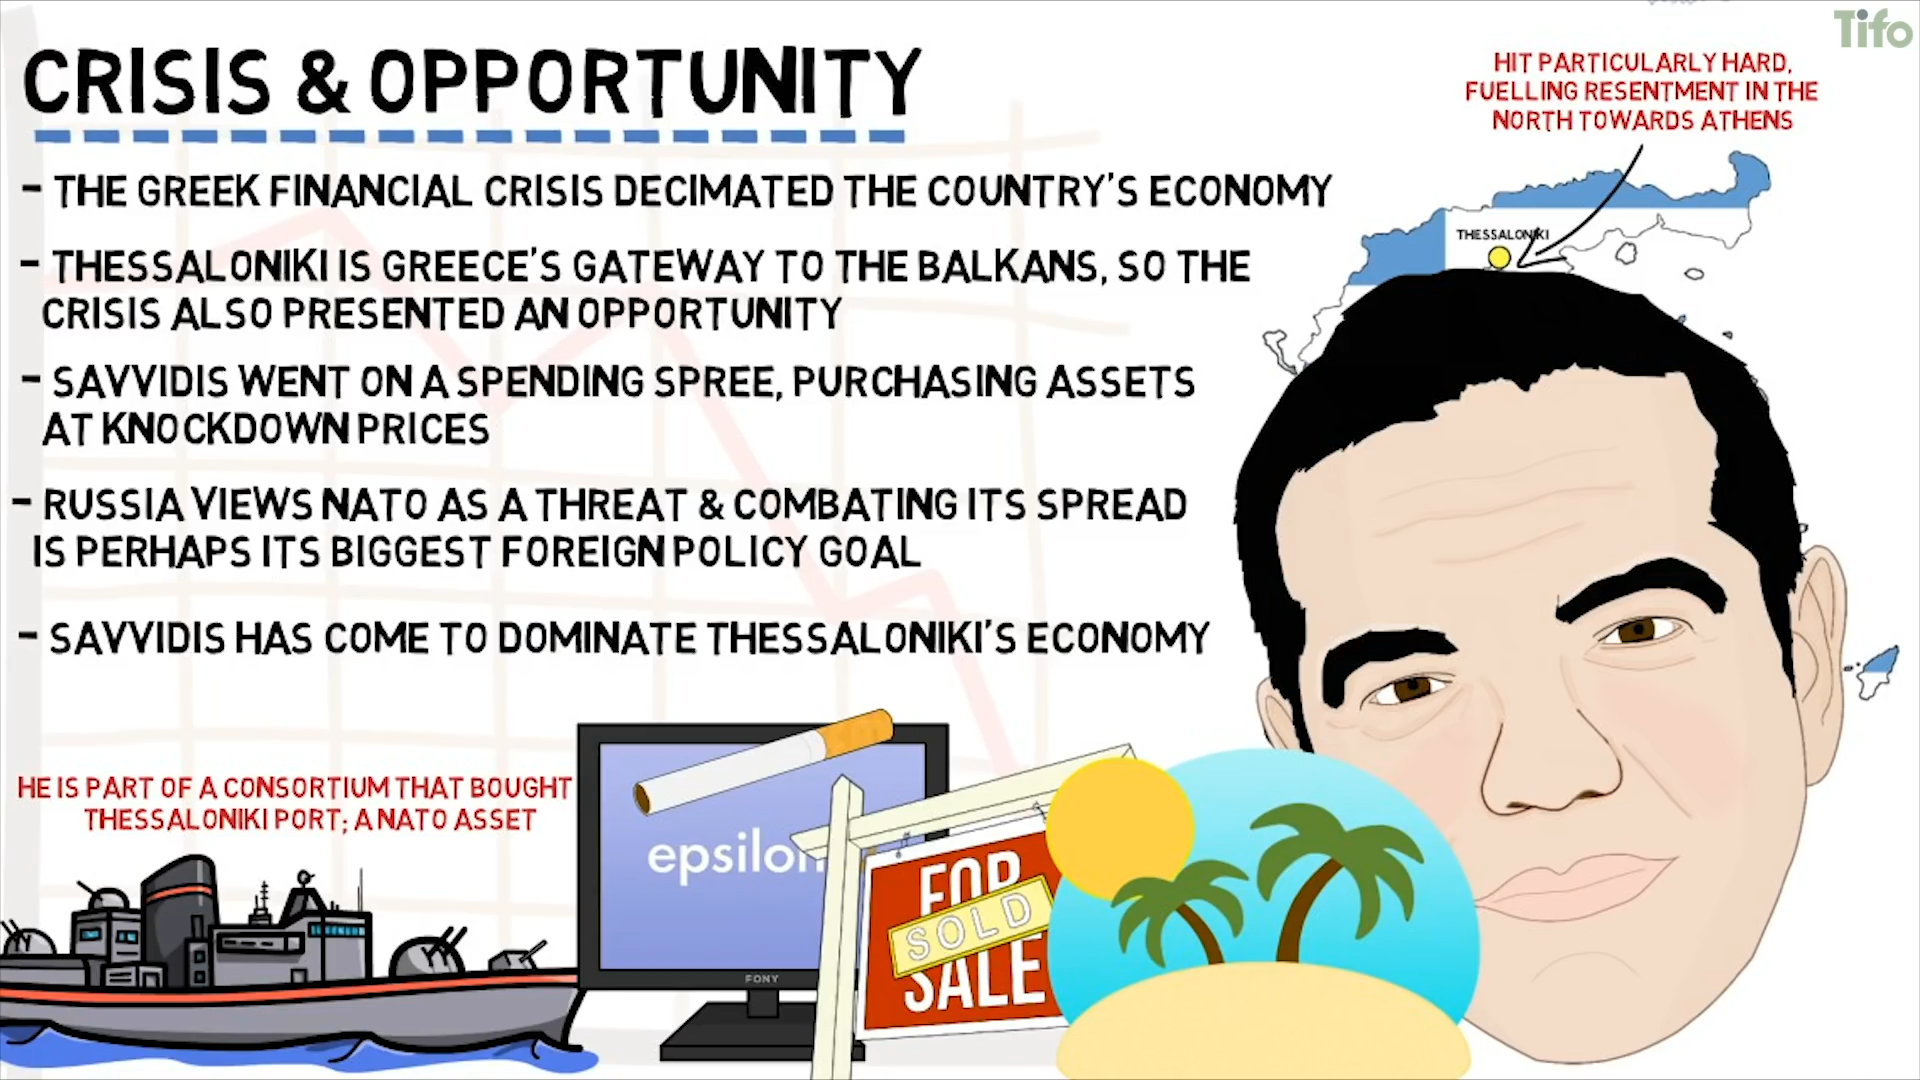 Tifo
CRISIS & OPPORTUNITY
HIT PARTICULARLY HARD,
FUELLING RESENTMENT IN THE
NORTH TOWARDS ATHENS
- THE GREEK FINANCIAL CRISIS DECIMATED THE COUNTRY'S ECONOMY
THESSALONIKI
- THESSALONIKI IS GREECE'S GATEWAY TO THE BALKANS, SO THE
CRISIS ALSO PRESENTED AN OPPORTUNITY
- SAVVIDIS WENT ON A SPENDING SPREE, PURCHASING ASSETS
AT KNOCKDOWN PRICES
- RUSSIA VIEWS NATO AS A THREAT & COMBATING ITS SPREAD
IS PERHAPS ITS BIGGEST FOREIGN POLICY GOAL
- SAVVIDIS HAS COME TO DOMINATE THESSALONIKI'S ECONOMY
HE IS PART OF A CONSORTIUM THAT BOUGHT
THESSALONIKI PORT; A NATO ASSET
epsilon
FONY
FOR
SOLD
SALE